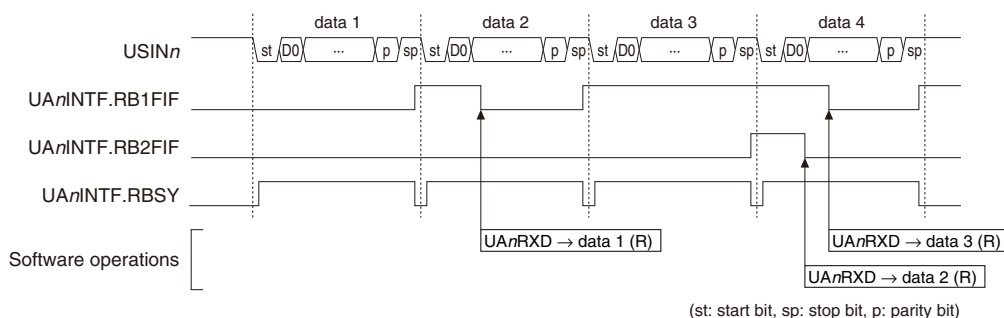 data 1 data 2 data 3 data 4
USINn st D0 ... p sp st D0 ... p sp st D0 ... p sp st D0 ... p sp
UAnINTF.RB1FIF
UAnINTF.RB2FIF
UAnINTF.RBSY
Software operations
UAnRXD → data 1 (R) UAnRXD → data 3 (R)
UAnRXD → data 2 (R)
(st: start bit, sp: stop bit, p: parity bit)